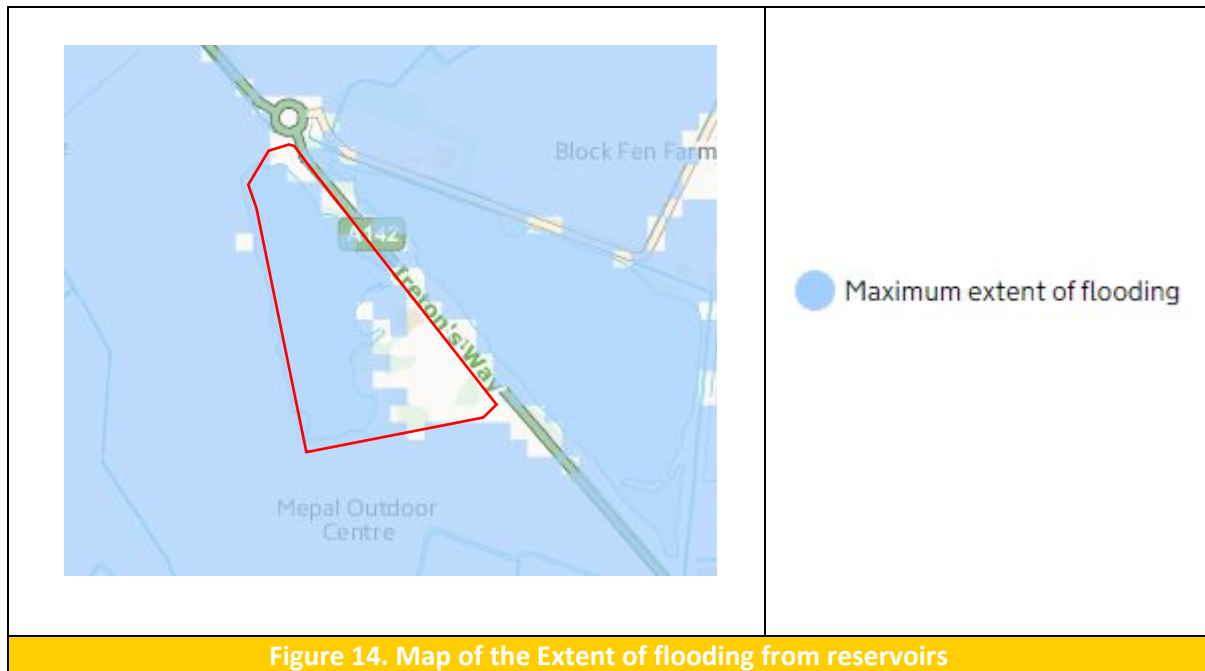 Block Fen Farm
A142
Ireton's Way
Mepal Outdoor
Centre
Maximum extent of flooding
Figure 14. Map of the Extent of flooding from reservoirs